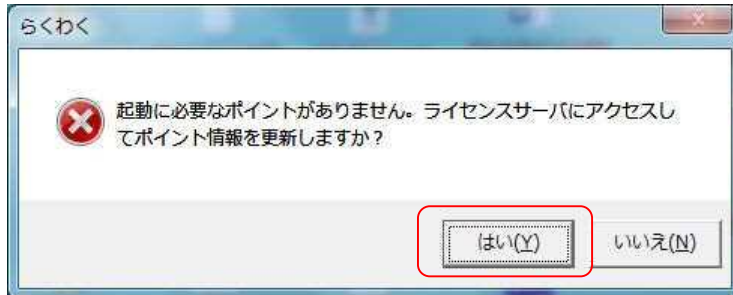 らくわく
起動に必要なポイントがありません。ライセンスサーバにアクセスし
てポイント情報を更新しますか？
はい(Y)
いいえ(N)